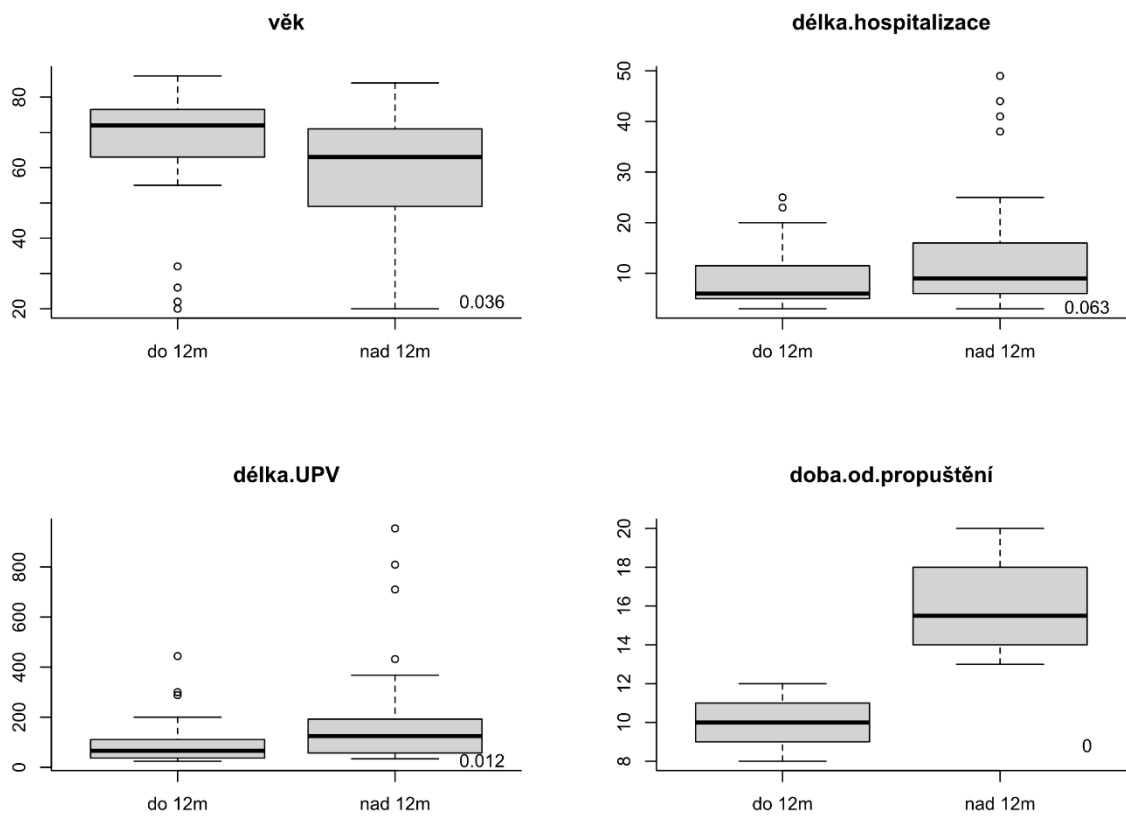 věk
80
60
40
20
0.036
do 12m
nad 12m
délka.hospitalizace
50
40
30
20
10
0.063
do 12m
nad 12m
délka.UPV
800
600
400
200
0
0.012
do 12m
nad 12m
doba.od.propuštění
20
18
16
14
12
10
8
0
do 12m
nad 12m